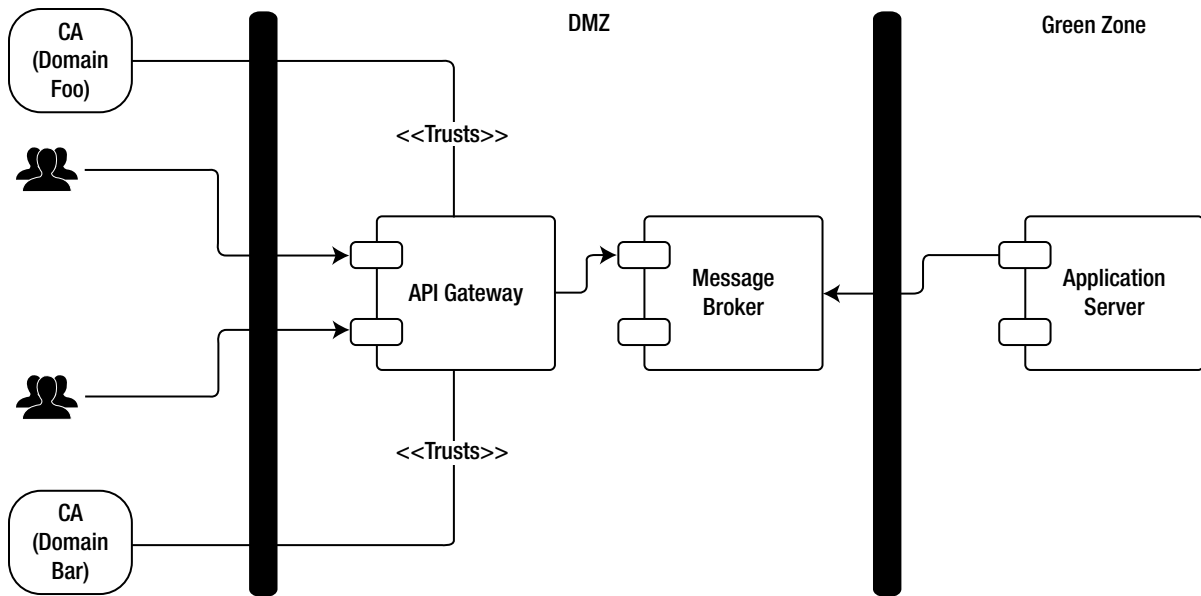 CA
(Domain
Foo)
DMZ
Green Zone
<<Trusts>>
API Gateway
Message
Broker
Application
Server
<<Trusts>>
CA
(Domain
Bar)